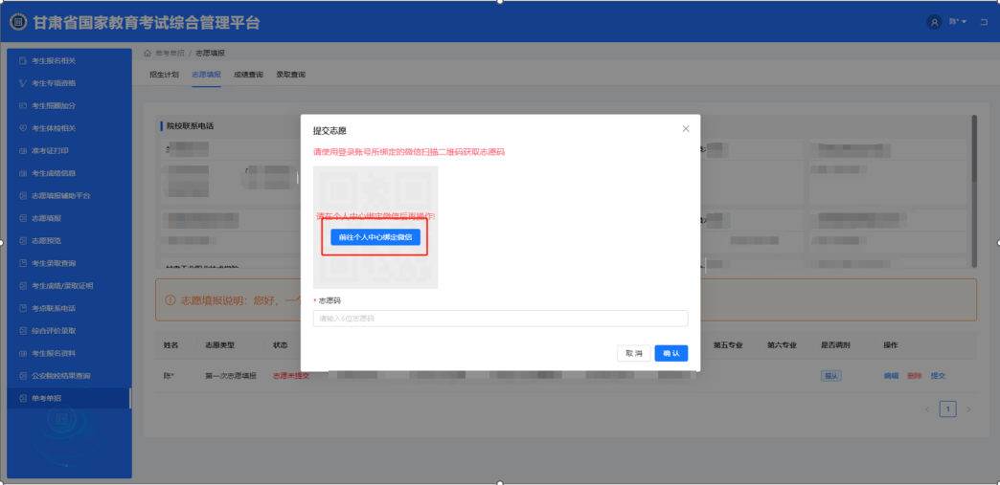 甘肃省国家教育考试综合管理平台
陈*
考生报名相关
考生专项资格
考生照顾加分
考生体检相关
准考证打印
考生成绩信息
志愿填报辅助平台
志愿填报
志愿预览
考生录取查询
考生成绩/录取证明
考点联系电话
综合评价录取
考生报名资料
公安院校结果查询
单考单招
单考单招 / 志愿填报
招生计划 志愿填报 成绩查询 录取查询
院校联系电话
提交志愿
请使用登录账号所绑定的微信扫描二维码获取志愿码
请在个人中心绑定微信后再操作!
前往个人中心绑定微信
* 志愿码
请输入6位志愿码
取 消 确 认
志愿填报说明：您好，一个
姓名 志愿类型 状态 第五专业 第六专业 是否调剂 操作
陈* 第一次志愿填报 志愿未提交 服从 编辑 删除 提交
1